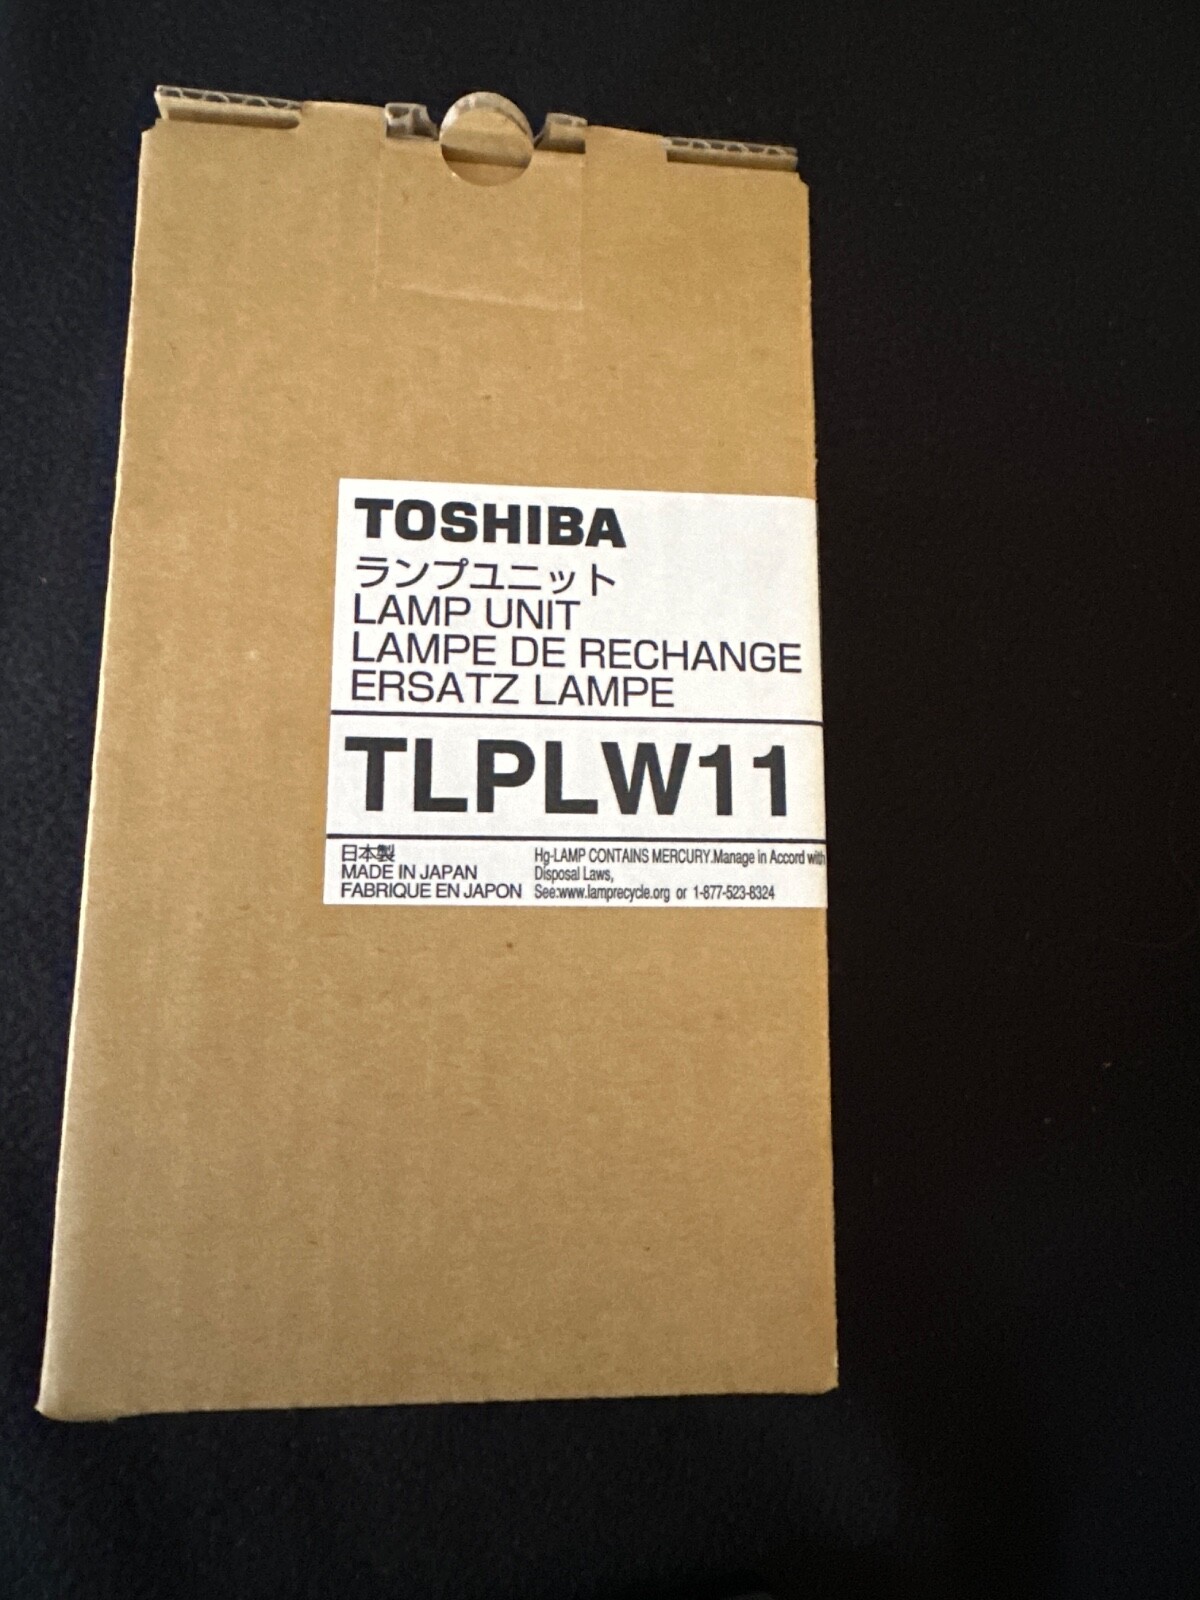 TOSHIBA
ランプユニット
LAMP UNIT
LAMPE DE RECHANGE
ERSATZ LAMPE
TLPLW11
日本製
MADE IN JAPAN
FABRIQUE EN JAPON
Hg-LAMP CONTAINS MERCURY.Manage in Accord with
Disposal Laws,
See:www.lamprecycle.org or 1-877-523-8324